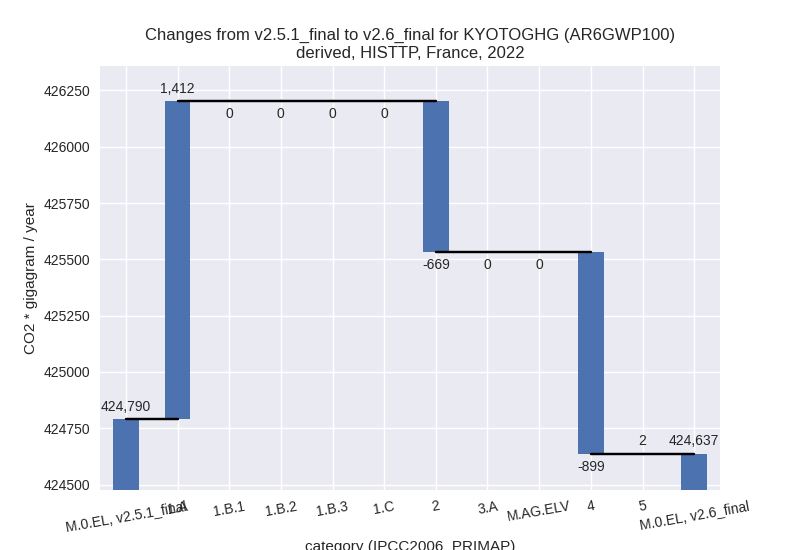 Changes from v2.5.1_final to v2.6_final for KYOTOGHG (AR6GWP100)
derived, HISTTP, France, 2022
CO2 * gigagram / year
426250
426000
425750
425500
425250
425000
424750
424500
424,790
1,412
0
0
0
0
-669
0
0
-899
2
424,637
M.0.EL, v2.5.1_final
1.A
1.B.1
1.B.2
1.B.3
1.C
2
3.A
M.AG.ELV
4
5
M.0.EL, v2.6_final
category (IPCC2006_PRIMAP)